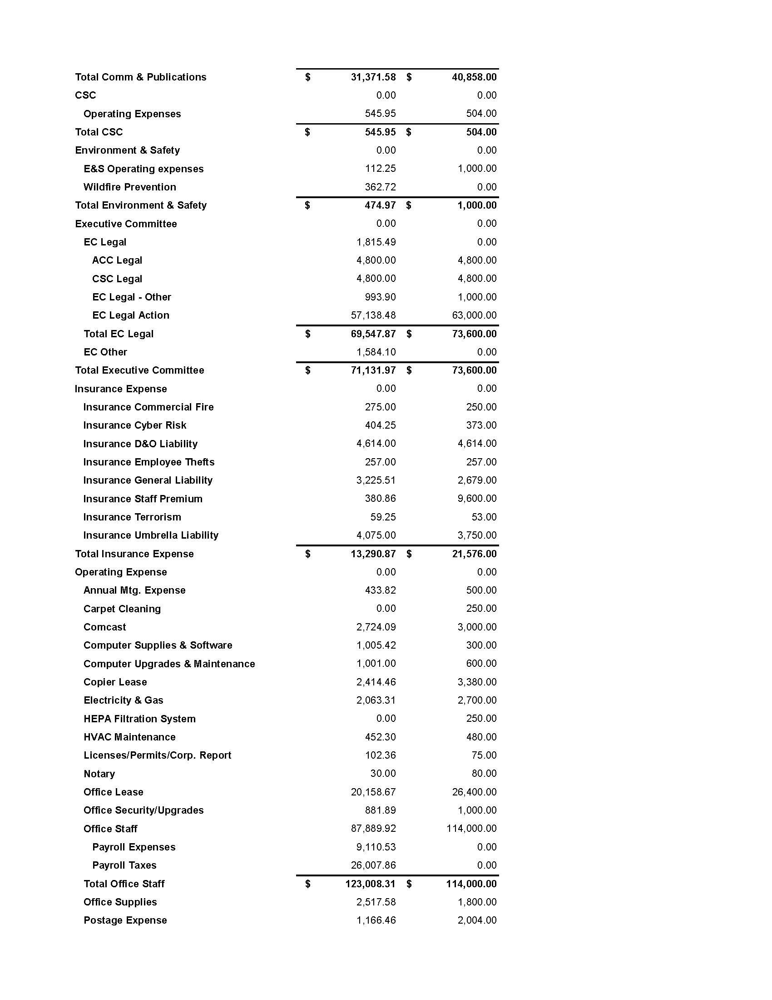 Total Comm & Publications $ 31,371.58 $ 40,858.00
CSC 0.00 0.00
Operating Expenses 545.95 504.00
Total CSC $ 545.95 $ 504.00
Environment & Safety 0.00 0.00
E&S Operating expenses 112.25 1,000.00
Wildfire Prevention 362.72 0.00
Total Environment & Safety $ 474.97 $ 1,000.00
Executive Committee 0.00 0.00
EC Legal 1,815.49 0.00
ACC Legal 4,800.00 4,800.00
CSC Legal 4,800.00 4,800.00
EC Legal - Other 993.90 1,000.00
EC Legal Action 57,138.48 63,000.00
Total EC Legal $ 69,547.87 $ 73,600.00
EC Other 1,584.10 0.00
Total Executive Committee $ 71,131.97 $ 73,600.00
Insurance Expense 0.00 0.00
Insurance Commercial Fire 275.00 250.00
Insurance Cyber Risk 404.25 373.00
Insurance D&O Liability 4,614.00 4,614.00
Insurance Employee Thefts 257.00 257.00
Insurance General Liability 3,225.51 2,679.00
Insurance Staff Premium 380.86 9,600.00
Insurance Terrorism 59.25 53.00
Insurance Umbrella Liability 4,075.00 3,750.00
Total Insurance Expense $ 13,290.87 $ 21,576.00
Operating Expense 0.00 0.00
Annual Mtg. Expense 433.82 500.00
Carpet Cleaning 0.00 250.00
Comcast 2,724.09 3,000.00
Computer Supplies & Software 1,005.42 300.00
Computer Upgrades & Maintenance 1,001.00 600.00
Copier Lease 2,414.46 3,380.00
Electricity & Gas 2,063.31 2,700.00
HEPA Filtration System 0.00 250.00
HVAC Maintenance 452.30 480.00
Licenses/Permits/Corp. Report 102.36 75.00
Notary 30.00 80.00
Office Lease 20,158.67 26,400.00
Office Security/Upgrades 881.89 1,000.00
Office Staff 87,889.92 114,000.00
Payroll Expenses 9,110.53 0.00
Payroll Taxes 26,007.86 0.00
Total Office Staff $ 123,008.31 $ 114,000.00
Office Supplies 2,517.58 1,800.00
Postage Expense 1,166.46 2,004.00